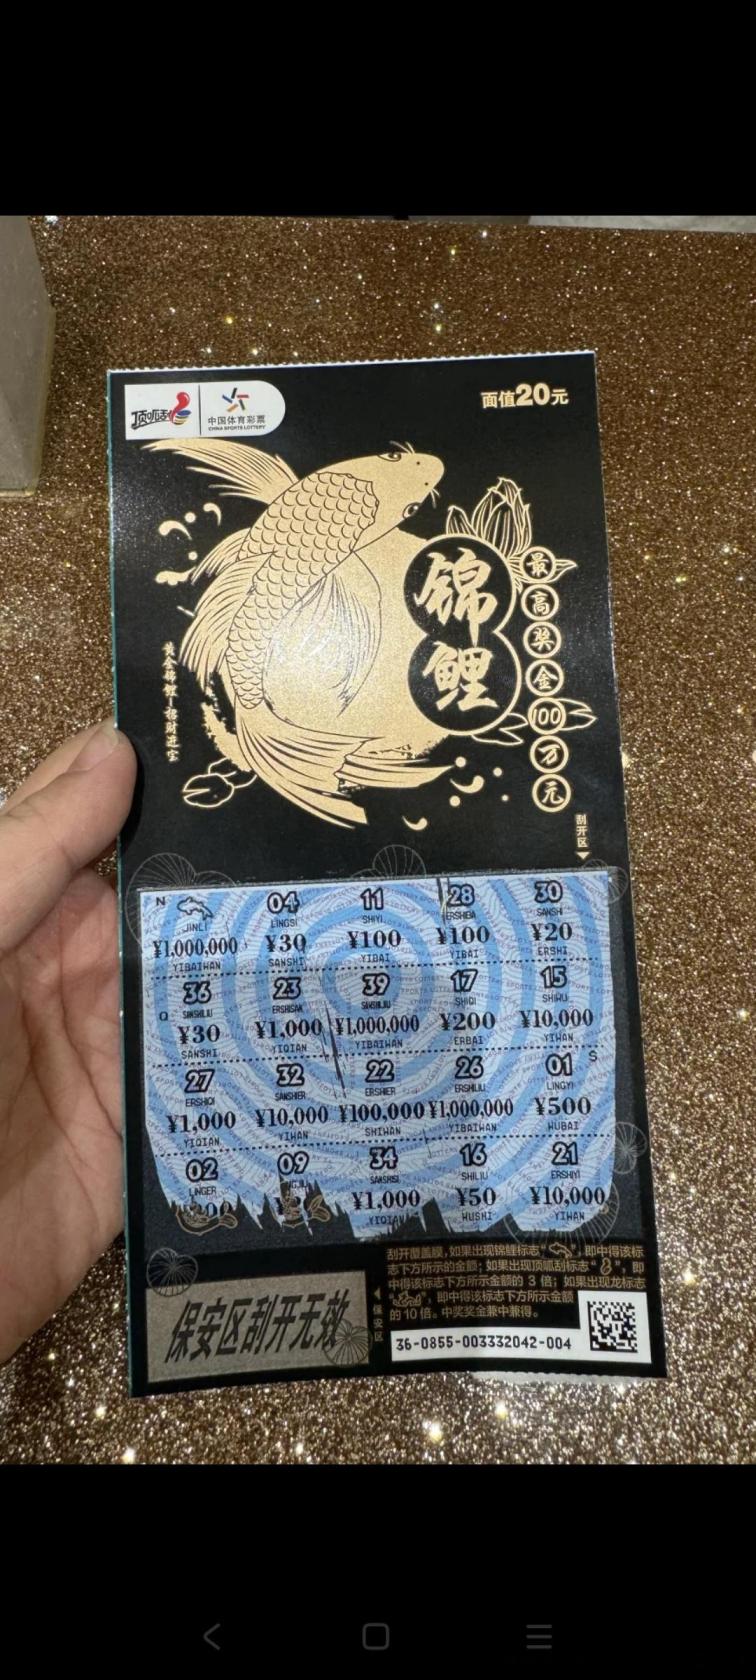 顶呱刮
中国体育彩票
CHINA SPORTS LOTTERY
面值20元
锦鲤
最高奖金100万元
黄金锦鲤 招财进宝
刮开区
N
JINLI
¥1,000,000
YIBAIWAN
04
LINGSI
¥30
SANSHI
11
SHIYI
¥100
YIBAI
28
ERSHIBA
¥100
YIBAI
30
SANSHI
¥20
ERSHI
Q
36
SANSHILIU
¥30
SANSHI
23
ERSHISAN
¥1,000
YIQIAN
39
SANSHIJIU
¥1,000,000
YIBAIWAN
17
SHIQI
¥200
ERBAI
15
SHIWU
¥10,000
YIWAN
27
ERSHIQI
¥1,000
YIQIAN
32
SANSHIER
¥10,000
YIWAN
22
ERSHIER
¥100,000
SHIWAN
26
ERSHILIU
¥1,000,000
YIBAIWAN
01
LINGYI
¥500
WUBAI
S
02
LINGER
09
34
SANSHISI
¥1,000
YIQIAN
16
SHILIU
¥50
WUSHI
21
ERSHIYI
¥10,000
YIWAN
刮开覆盖膜,如果出现锦鲤标志“ ”,即中得该标
志下方所示的金额;如果出现顶呱刮标志“ ”,即
中得该标志下方所示金额的 3 倍;如果出现龙标志
“ ”,即中得该标志下方所示金额
的 10 倍。中奖奖金兼中兼得。
保安区
保安区刮开无效
36-0855-003332042-004